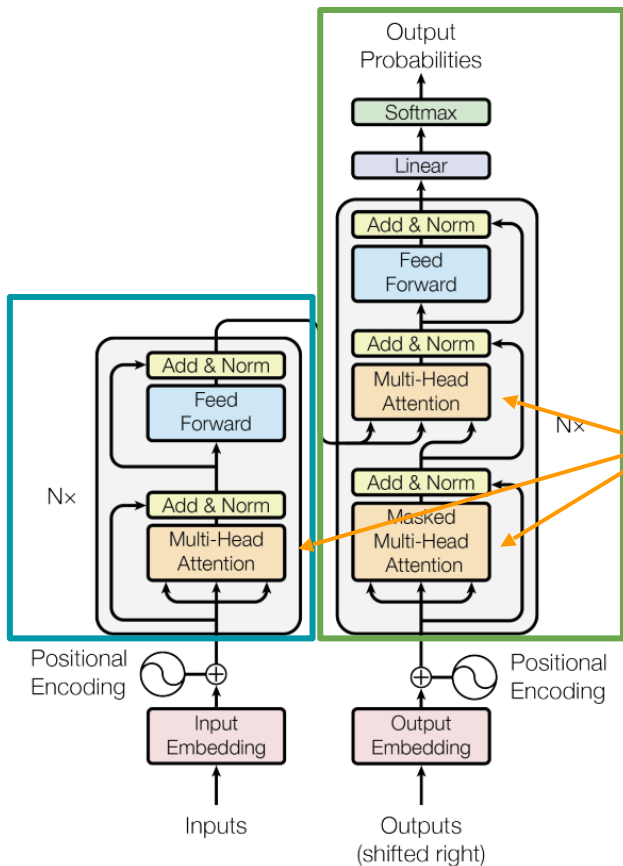 Output
Probabilities
Softmax
Linear
Add & Norm
Feed
Forward
Add & Norm
Multi-Head
Attention
Nx
Add & Norm
Masked
Multi-Head
Attention
Add & Norm
Feed
Forward
Nx
Add & Norm
Multi-Head
Attention
Positional
Encoding
Positional
Encoding
Input
Embedding
Output
Embedding
Inputs
Outputs
(shifted right)